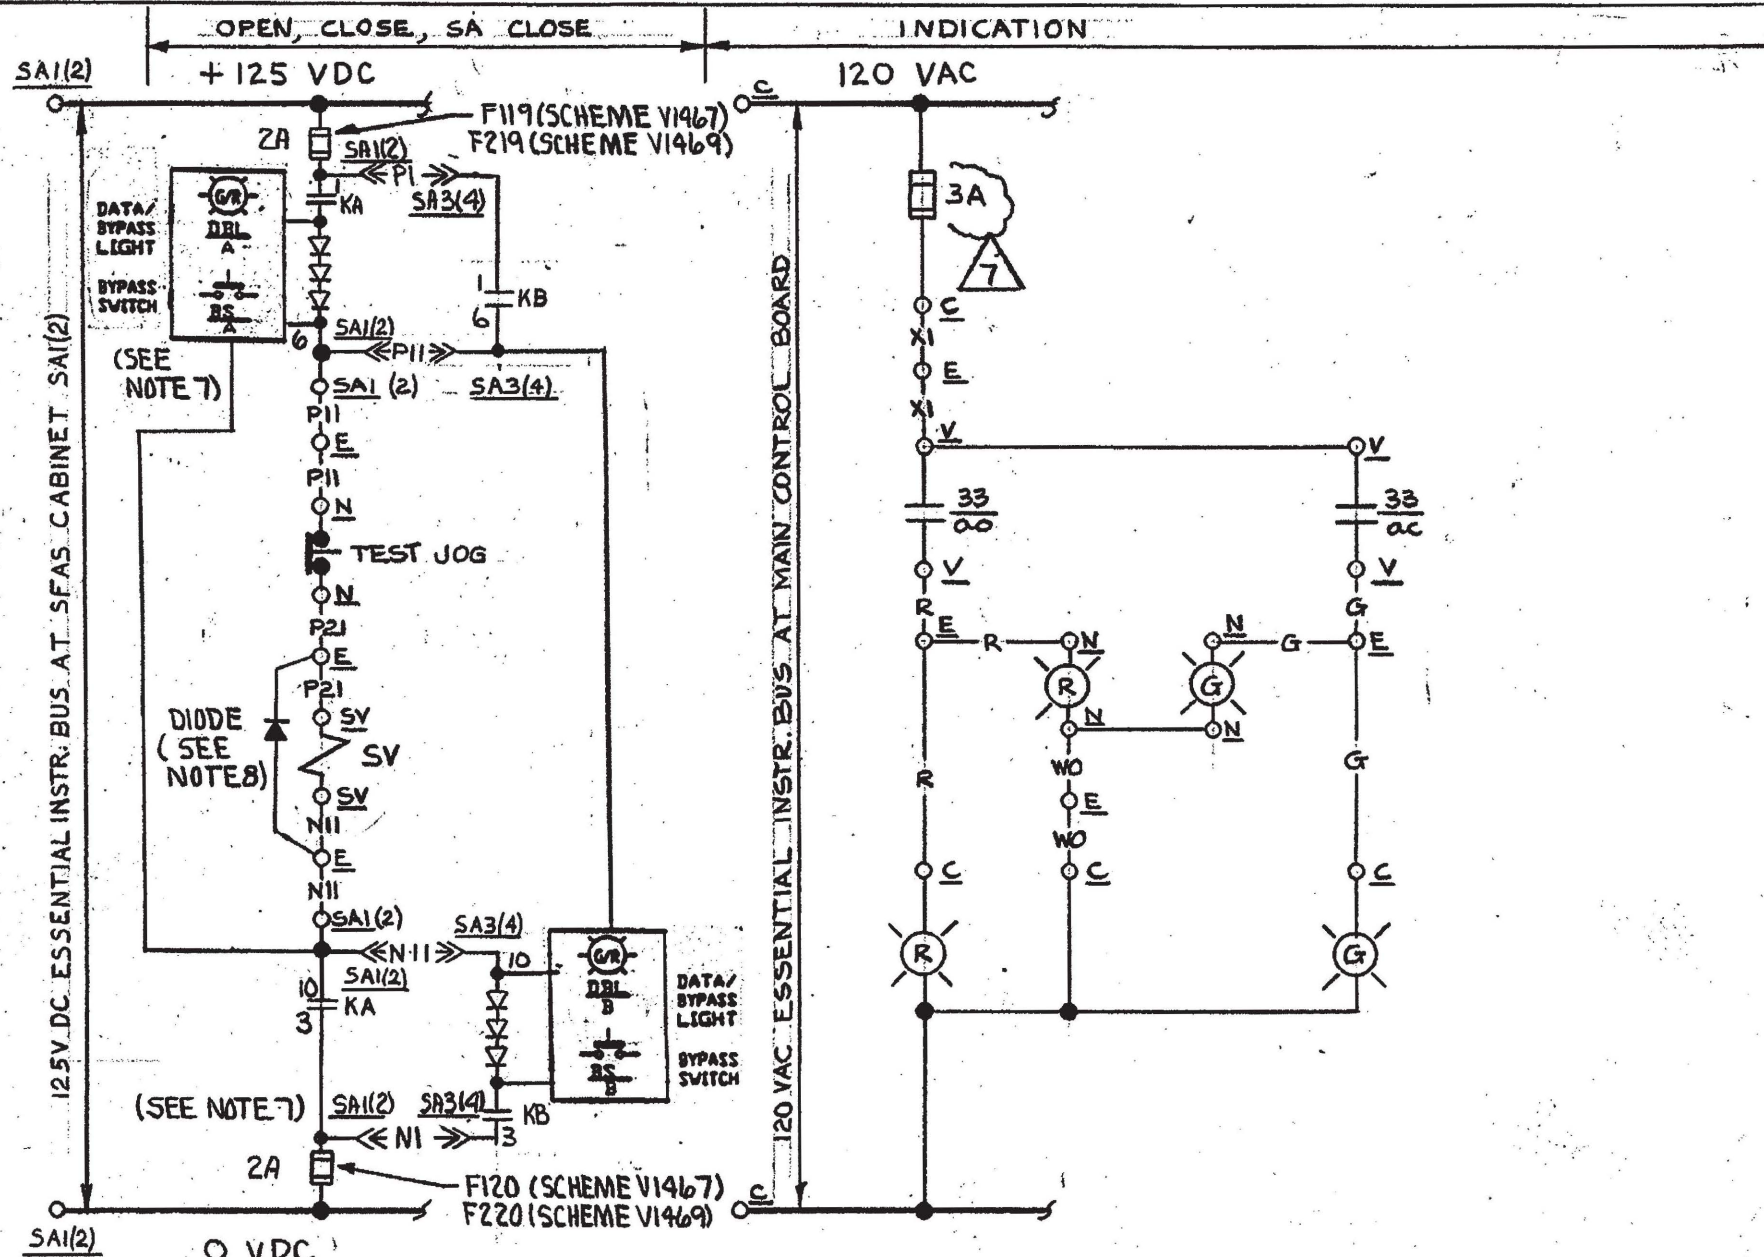 OPEN, CLOSE, SA CLOSE
INDICATION
SA1(2)
+125 VDC
120 VAC
C
2A
F119(SCHEME V1467)
F219(SCHEME V1469)
SA1(2)
P1
SA3(4)
1
KA
G/R
DBL
A
DATA/
BYPASS
LIGHT
BYPASS
SWITCH
BS
A
6
(SEE
NOTE 7)
1
KB
6
SA1(2)
P11
SA3(4)
SA1 (2)
P11
E
P11
N
TEST JOG
N
P21
E
P21
SV
SV
SV
DIODE
(SEE
NOTE 8)
N11
E
N11
SA1(2)
N11
SA3(4)
SA1(2)
10
KA
3
10
G/R
DBL
B
BS
B
DATA/
BYPASS
LIGHT
BYPASS
SWITCH
(SEE NOTE 7)
SA1(2)
SA3(4)
KB
3
N1
2A
F120 (SCHEME V1467)
F220 (SCHEME V1469)
C
SA1(2)
0 VDC
125V DC ESSENTIAL INSTR. BUS AT SFAS CABINET SA1(2)
120 VAC ESSENTIAL INSTR. BUS AT MAIN CONTROL BOARD
3A
7
C
X1
E
X1
V
V
33
ao
33
ac
V
V
R
G
E
R
N
N
G
E
R
G
N
N
R
G
WO
E
WO
C
C
C
R
G